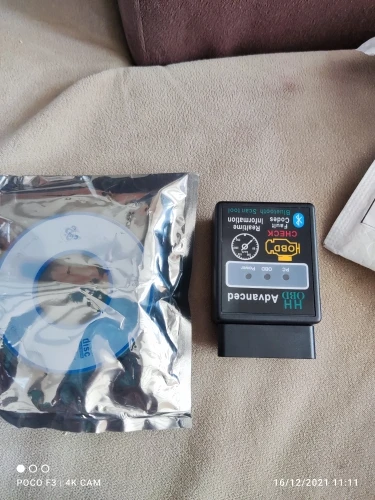 HH
OBD
Advanced
PC
OBD
Power
OBD
CHECK
Fault
Codes
Realtime
Information
Bluetooth Scan tool
disc
POCO F3 | 4K CAM
16/12/2021 11:11